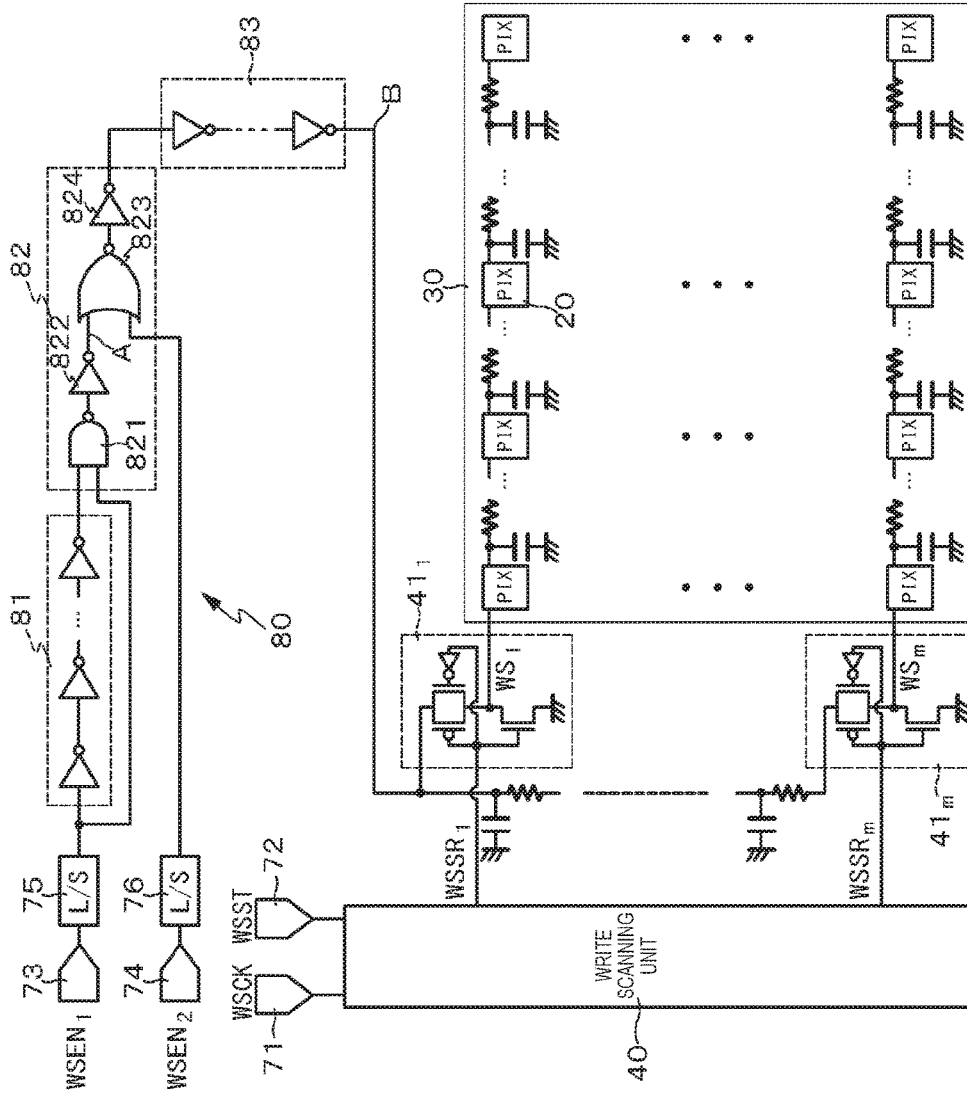 81
82
83
822
824
A
823
821
B
73
75
L/S
WSEN1
80
74
76
L/S
WSEN2
WSCK
WSST
71
72
WRITE
SCANNING
UNIT
40
WSSR1
WSSRm
411
WS1
41m
WSm
30
20
PIX
...
PIX
...
PIX
...
PIX
PIX
...
PIX
...
PIX
...
PIX